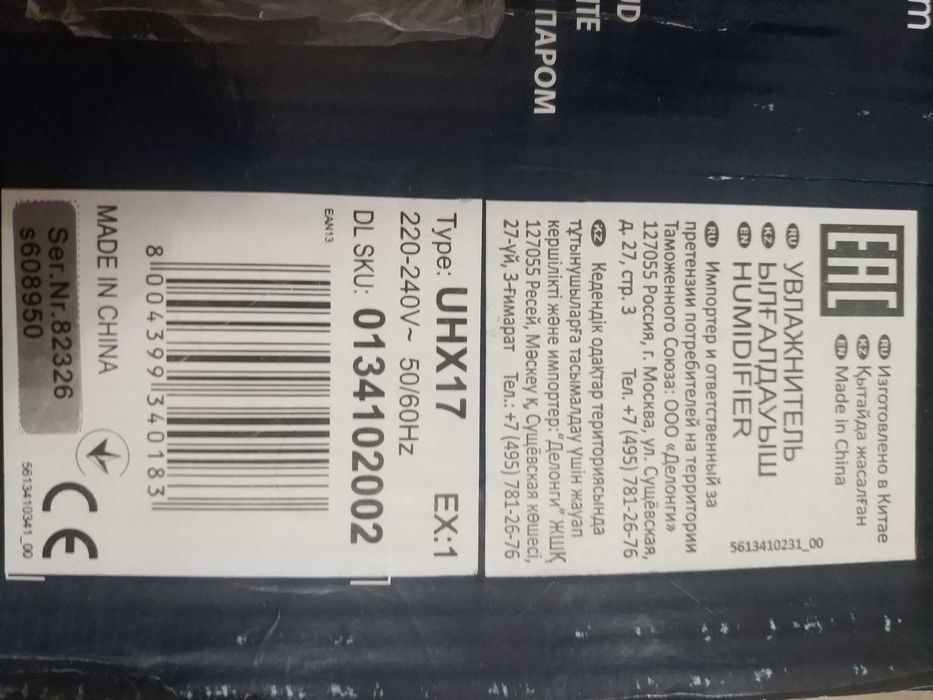 m
ND
TE
ПАРОМ
EAC
RU Изготовлено в Китае
KZ Қытайда жасалған
EN Made in China
RU УВЛАЖНИТЕЛЬ
KZ ЫЛҒАЛДАУЫШ
EN HUMIDIFIER
5613410231_00
RU Импортер и ответственный за
претензии потребителей на территории
Таможенного Союза: ООО «Делонги»
127055 Россия, г. Москва, ул. Сущёвская,
д. 27, стр. 3 Тел. +7 (495) 781-26-76
KZ Кедендік одақтар территориясында
тұтынушыларға тасымалдау үшін жауап
кершілікті және импортер:"Делонги" ЖШҚ
127055 Ресей, Мәскеу қ, Сущёвская көшесі,
27-үй, 3-ғимарат Тел.: +7 (495) 781-26-76
Type: UHX17 EX:1
220-240V~ 50/60Hz
DL SKU: 0134102002
EAN13
8 004399 340183
MADE IN CHINA
CE
Ser.Nr.82326
s608950
5613410341_00